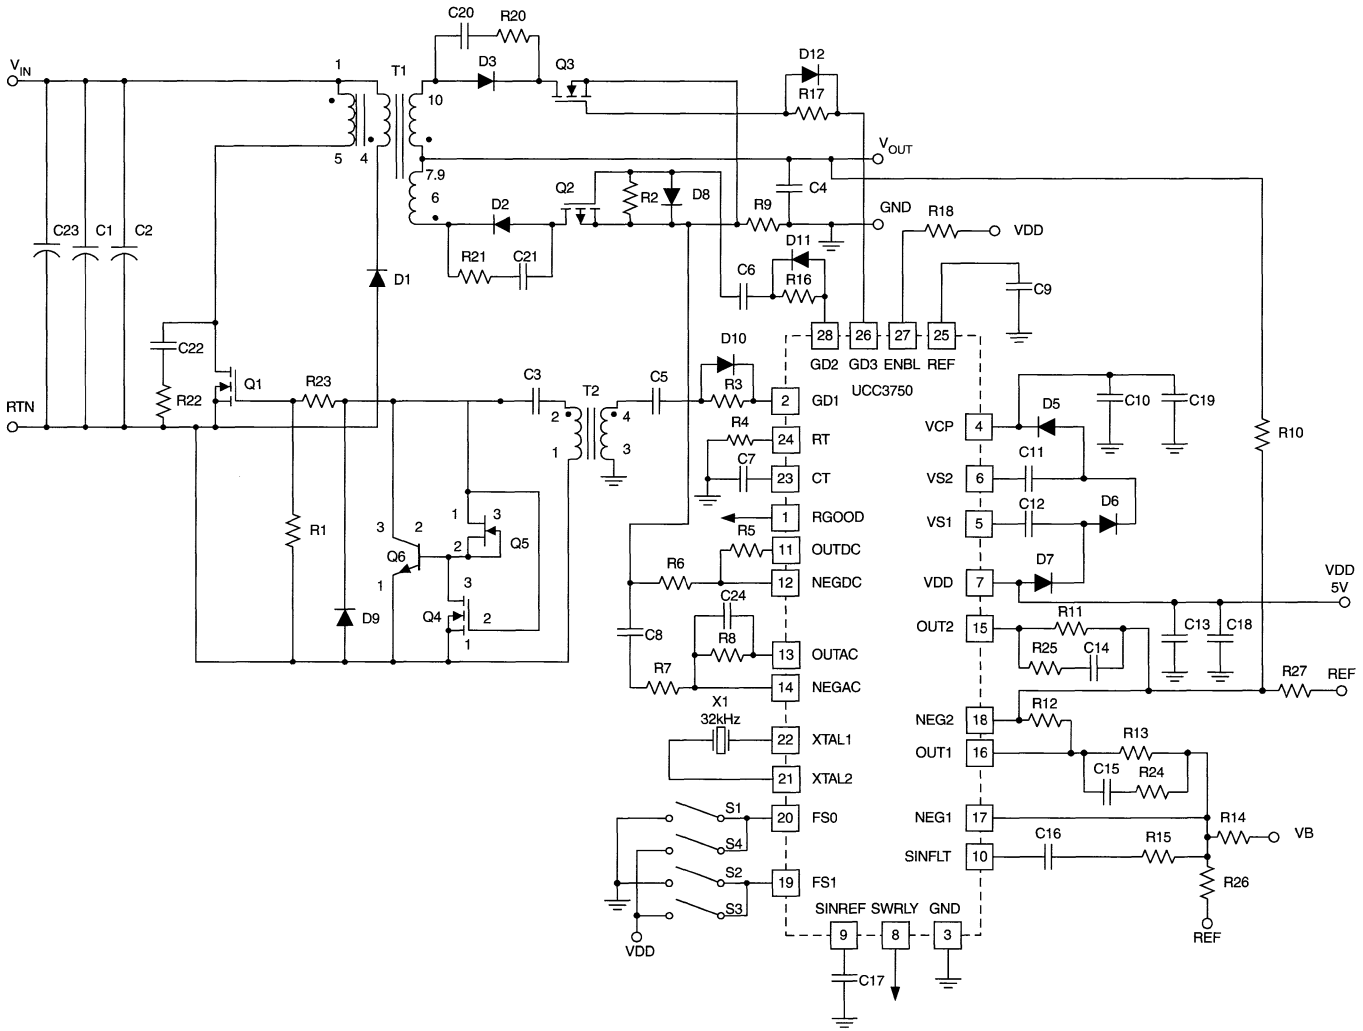 C20
R20
D3
Q3
D12
R17
V_IN
1
T1
10
5
4
7.9
6
V_OUT
C4
GND
C23
C1
C2
D1
D2
Q2
R2
D8
R9
R21
C21
D11
C6
R16
R18
VDD
C9
28
26
27
25
GD2
GD3
ENBL
REF
UCC3750
C22
R22
Q1
R23
RTN
C3
T2
C5
2
4
1
3
D10
R3
2
GD1
R4
24
RT
C7
23
CT
1
RGOOD
R5
11
OUTDC
R6
12
NEGDC
C24
C8
R8
13
OUTAC
R7
14
NEGAC
X1
32kHz
22
XTAL1
21
XTAL2
S1
20
FS0
S4
S2
19
FS1
S3
VDD
R1
D9
3
2
Q6
1
1
3
Q5
2
3
Q4
2
1
VCP
4
D5
C10
C19
VS2
6
C11
VS1
5
C12
D6
VDD
7
D7
VDD
5V
OUT2
15
R11
R25
C14
C13
C18
R10
R27
REF
NEG2
18
R12
OUT1
16
R13
C15
R24
NEG1
17
R14
VB
SINFLT
10
C16
R15
R26
REF
SINREF
SWRLY
GND
9
8
3
C17